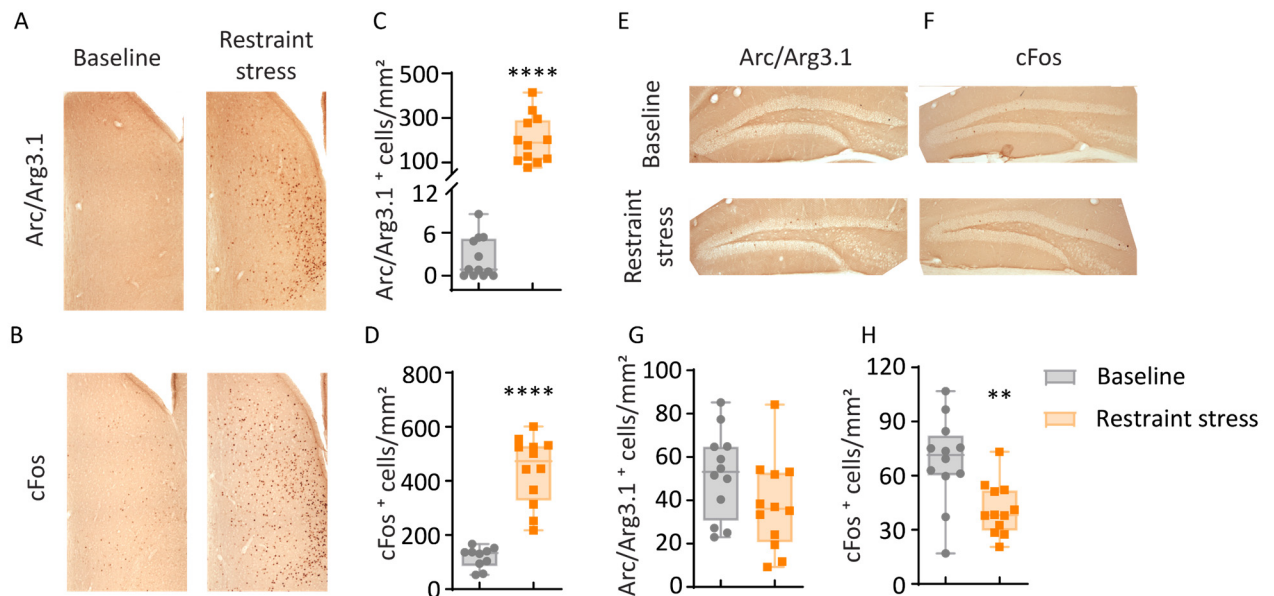 A
Baseline
Restraint
stress
Arc/Arg3.1
B
cFos
C
Arc/Arg3.1 ⁺ cells/mm²
500
300
100
12
6
0
****
D
cFos ⁺ cells/mm²
800
600
400
200
0
****
E
Arc/Arg3.1
F
cFos
Baseline
Restraint
stress
G
Arc/Arg3.1 ⁺ cells/mm²
100
80
60
40
20
0
H
cFos ⁺ cells/mm²
120
90
60
30
0
**
Baseline
Restraint stress